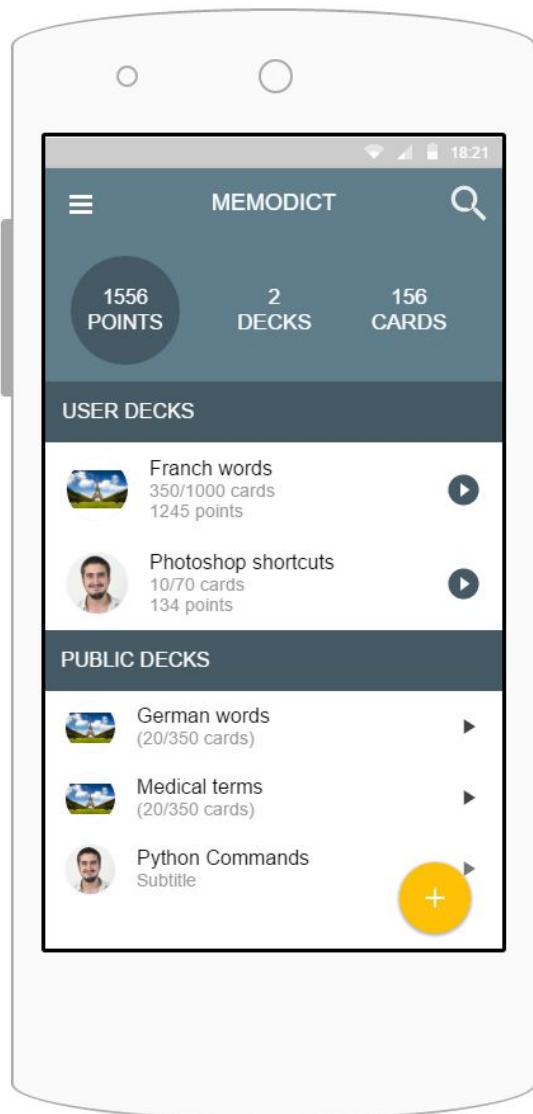 18:21
MEMODICT
1556
POINTS
2
DECKS
156
CARDS
USER DECKS
Franch words
350/1000 cards
1245 points
Photoshop shortcuts
10/70 cards
134 points
PUBLIC DECKS
German words
(20/350 cards)
Medical terms
(20/350 cards)
Python Commands
Subtitle
+